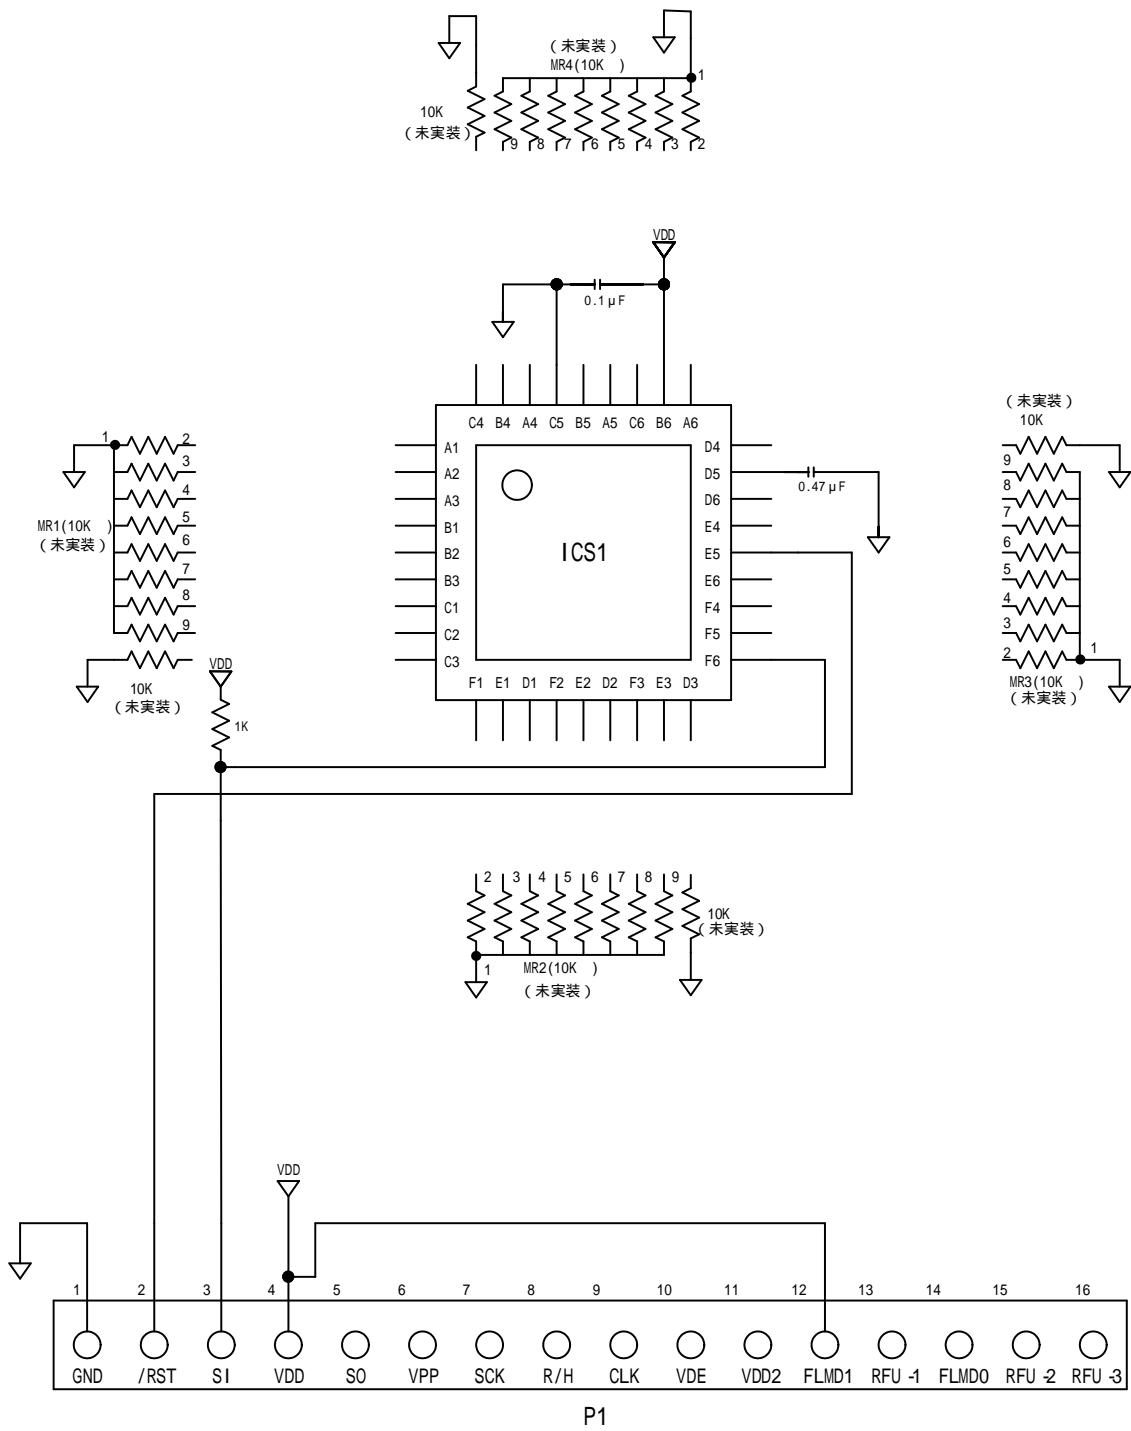 (未実装)
MR4(10K )
1
10K
(未実装)
9 8 7 6 5 4 3 2
VDD
0.1μF
C4 B4 A4 C5 B5 A5 C6 B6 A6
A1
A2
A3
B1
B2
B3
C1
C2
C3
ICS1
D4
D5
D6
E4
E5
E6
F4
F5
F6
F1 E1 D1 F2 E2 D2 F3 E3 D3
0.47μF
1
2
3
4
5
6
7
8
9
MR1(10K )
(未実装)
10K
(未実装)
VDD
1K
(未実装)
10K
9
8
7
6
5
4
3
2
1
MR3(10K )
(未実装)
2 3 4 5 6 7 8 9
10K
(未実装)
1
MR2(10K )
(未実装)
VDD
1 2 3 4 5 6 7 8 9 10 11 12 13 14 15 16
GND /RST SI VDD SO VPP SCK R/H CLK VDE VDD2 FLMD1 RFU-1 FLMD0 RFU-2 RFU-3
P1